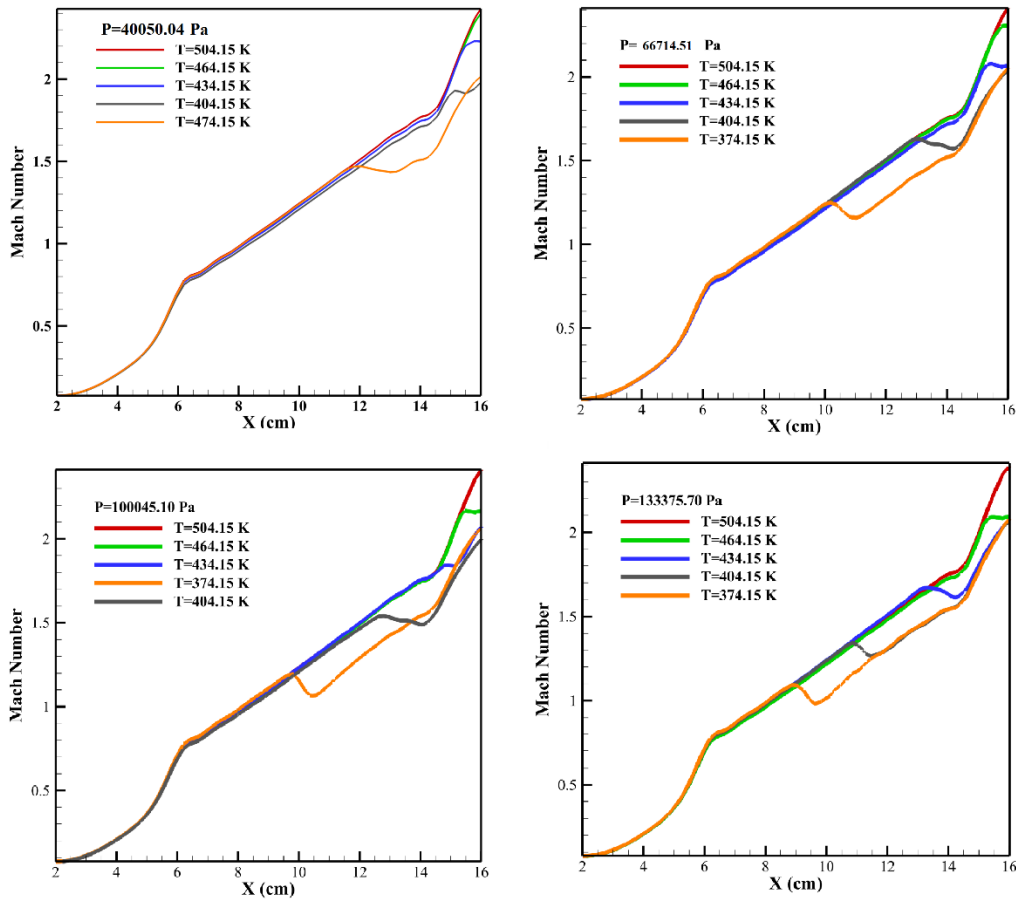 P=40050.04 Pa
T=504.15 K
T=464.15 K
T=434.15 K
T=404.15 K
T=474.15 K
Mach Number
2
1.5
1
0.5
2 4 6 8 10 12 14 16
X (cm)
P= 66714.51 Pa
T=504.15 K
T=464.15 K
T=434.15 K
T=404.15 K
T=374.15 K
Mach Number
2
1.5
1
0.5
2 4 6 8 10 12 14 16
X (cm)
P=100045.10 Pa
T=504.15 K
T=464.15 K
T=434.15 K
T=374.15 K
T=404.15 K
Mach Number
2
1.5
1
0.5
2 4 6 8 10 12 14 16
X (cm)
P=133375.70 Pa
T=504.15 K
T=464.15 K
T=434.15 K
T=404.15 K
T=374.15 K
Mach Number
2
1.5
1
0.5
2 4 6 8 10 12 14 16
X (cm)